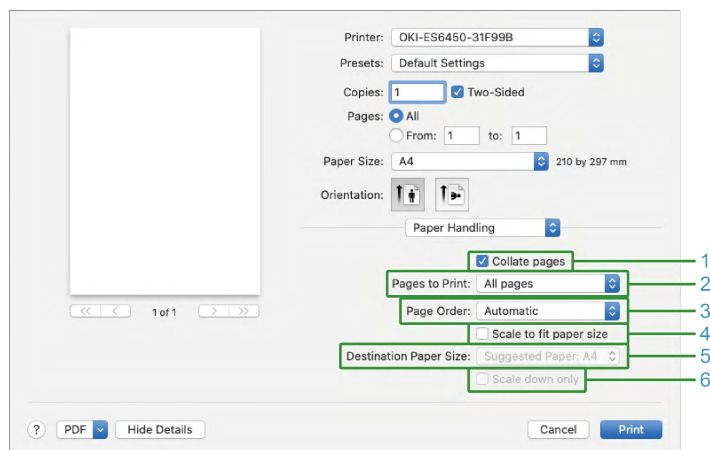 Printer: OKI-ES6450-31F99B
Presets: Default Settings
Copies: 1 Two-Sided
Pages: All
From: 1 to: 1
Paper Size: A4 210 by 297 mm
Orientation:
Paper Handling
Collate pages 1
Pages to Print: All pages 2
Page Order: Automatic 3
<< < 1 of 1 > >>
Scale to fit paper size 4
Destination Paper Size: Suggested Paper: A4 5
Scale down only 6
? PDF Hide Details Cancel Print